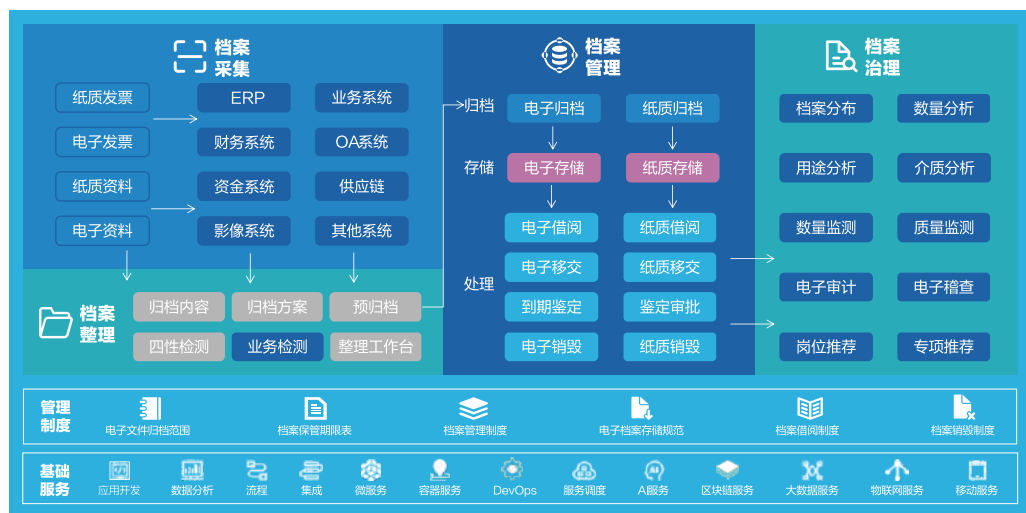 档案
采集
纸质发票
电子发票
纸质资料
电子资料
ERP
业务系统
财务系统
OA系统
资金系统
供应链
影像系统
其他系统
档案
整理
归档内容
归档方案
预归档
四性检测
业务检测
整理工作台
档案
管理
归档
电子归档
纸质归档
存储
电子存储
纸质存储
处理
电子借阅
纸质借阅
电子移交
纸质移交
到期鉴定
鉴定审批
电子销毁
纸质销毁
档案
治理
档案分布
数量分析
用途分析
介质分析
数量监测
质量监测
电子审计
电子稽查
岗位推荐
专项推荐
管理
制度
电子文件归档范围
档案保管期限表
档案管理制度
电子档案存储规范
档案借阅制度
档案销毁制度
基础
服务
应用开发
数据分析
流程
集成
微服务
容器服务
DevOps
服务调度
AI
AI服务
区块链服务
大数据服务
物联网服务
移动服务